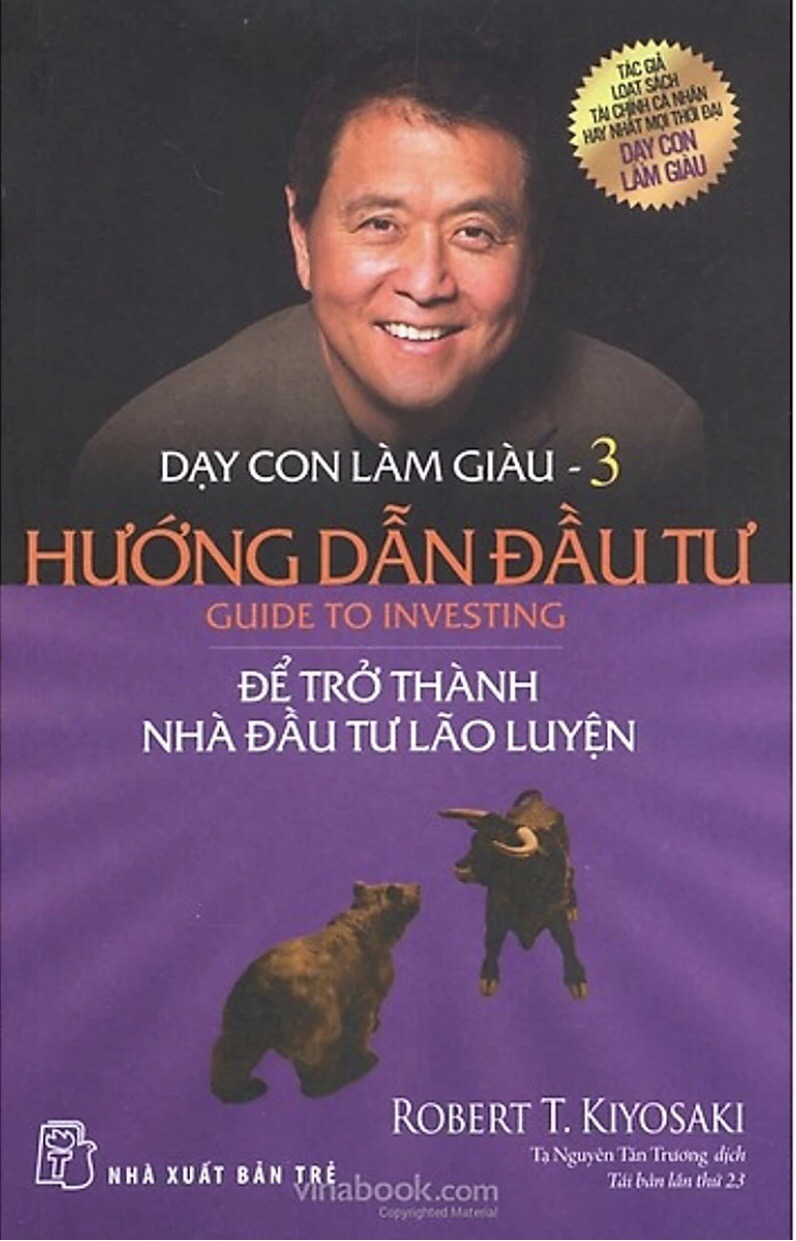 TÁC GIẢ
LOẠT SÁCH
TÀI CHÍNH CÁ NHÂN
HAY NHẤT MỌI THỜI ĐẠI
DẠY CON
LÀM GIÀU
DẠY CON LÀM GIÀU - 3
HƯỚNG DẪN ĐẦU TƯ
GUIDE TO INVESTING
ĐỂ TRỞ THÀNH
NHÀ ĐẦU TƯ LÃO LUYỆN
ROBERT T. KIYOSAKI
Tạ Nguyên Tấn Trương dịch
Tái bản lần thứ 23
NHÀ XUẤT BẢN TRẺ
vinabook.com
Copyrighted Material